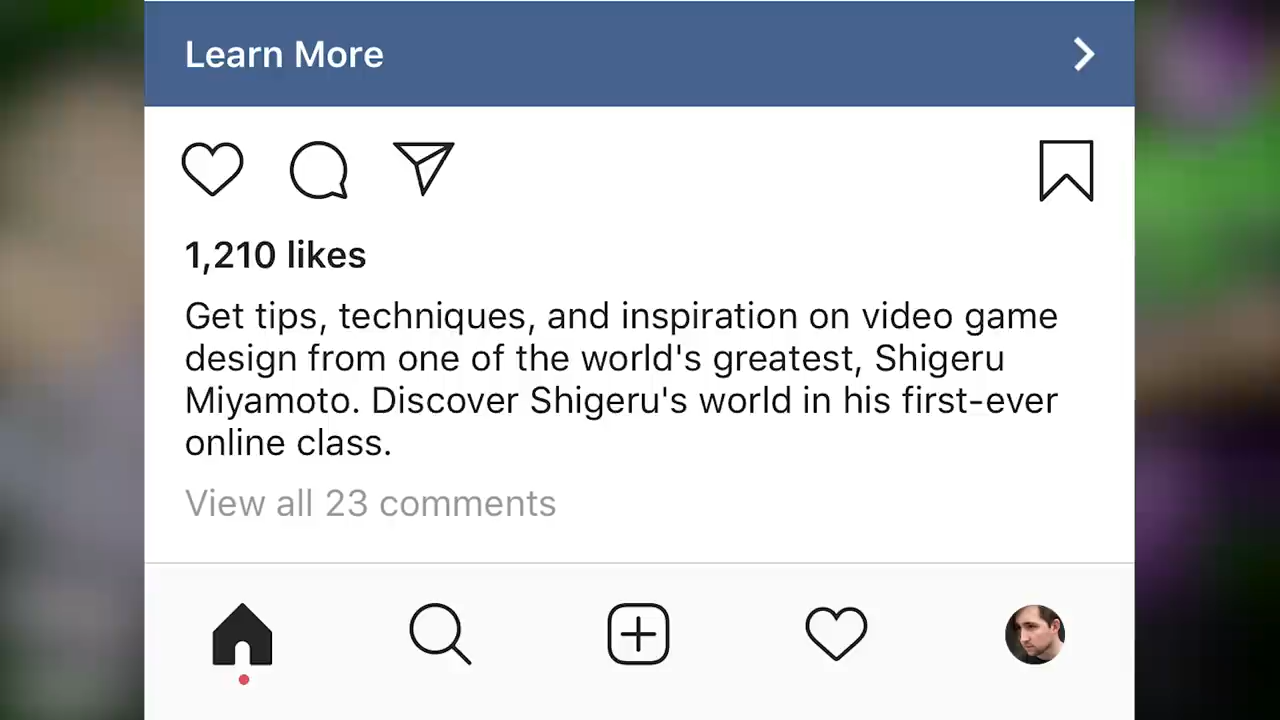 Learn More
1,210 likes
Get tips, techniques, and inspiration on video game
design from one of the world's greatest, Shigeru
Miyamoto. Discover Shigeru's world in his first-ever
online class.
View all 23 comments